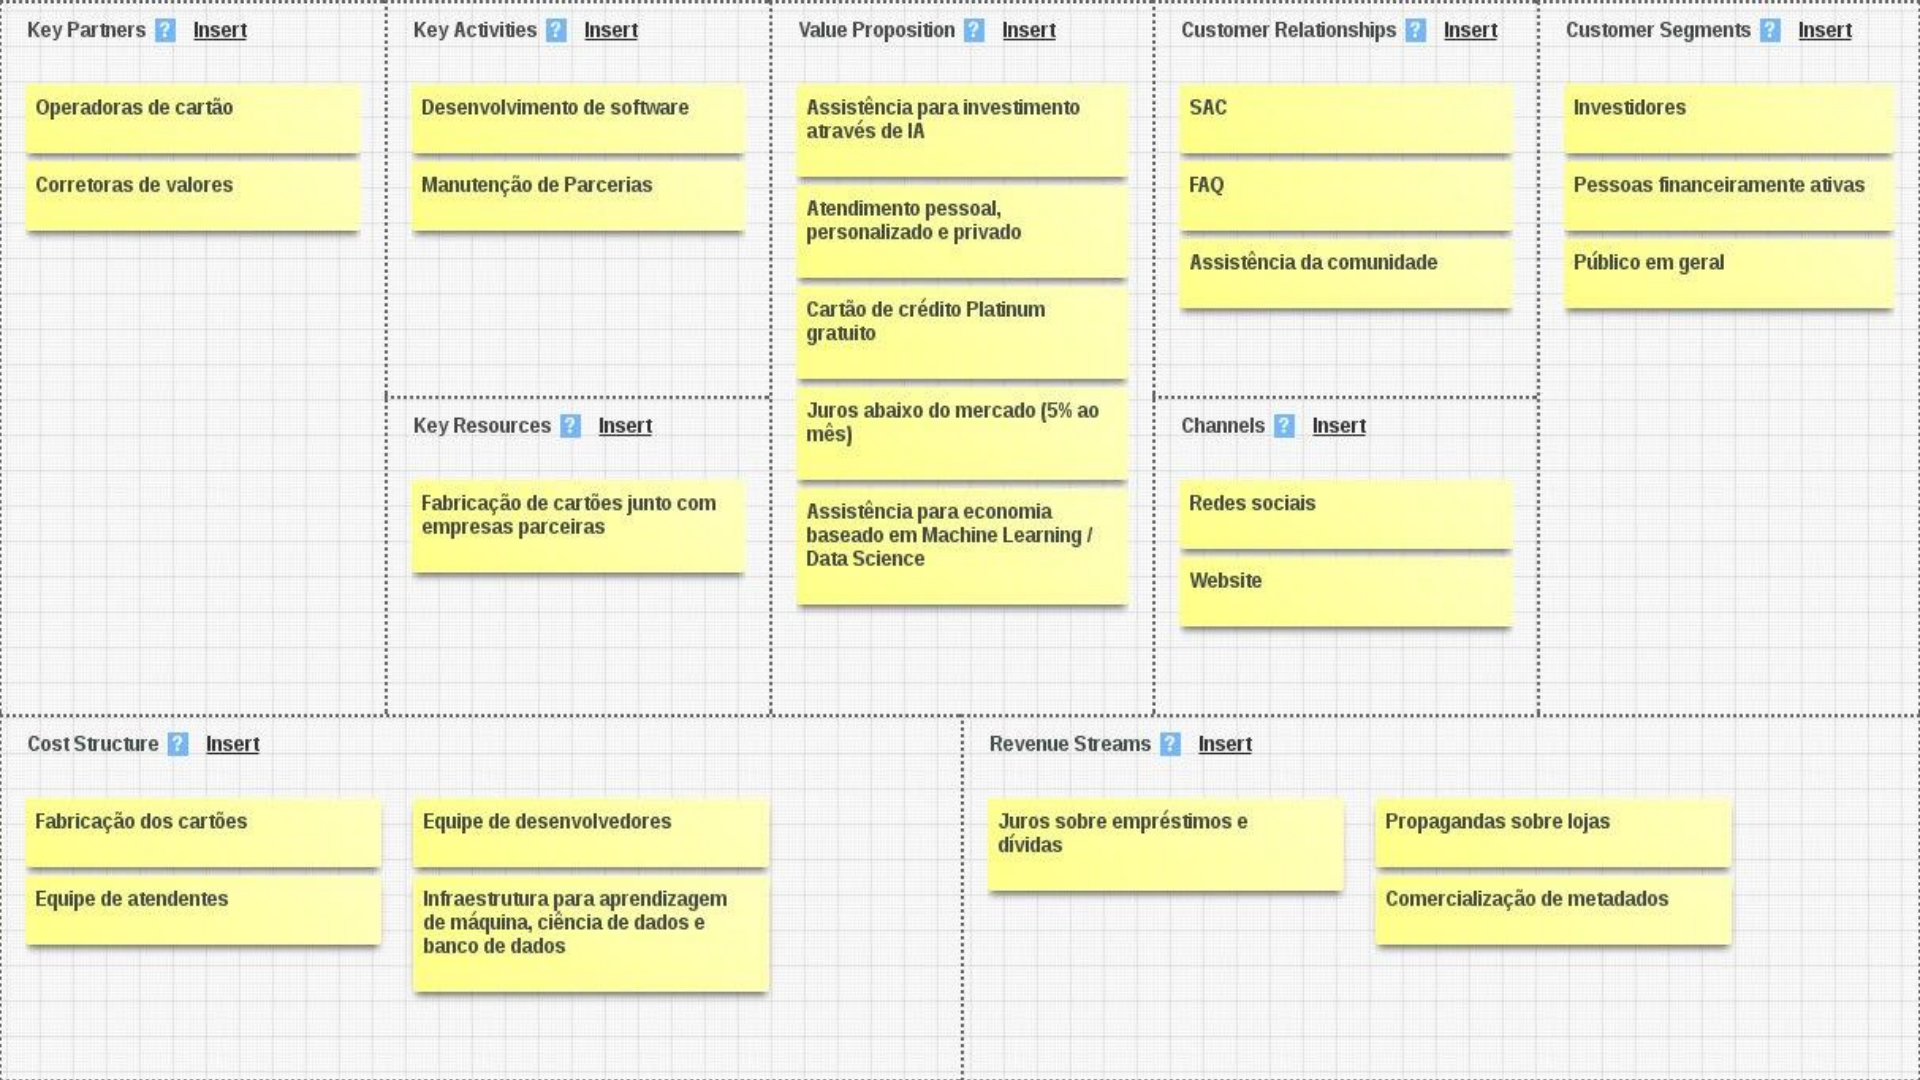 Key Partners ? Insert
Operadoras de cartão
Corretoras de valores
Key Activities ? Insert
Desenvolvimento de software
Manutenção de Parcerias
Key Resources ? Insert
Fabricação de cartões junto com
empresas parceiras
Value Proposition ? Insert
Assistência para investimento
através de IA
Atendimento pessoal,
personalizado e privado
Cartão de crédito Platinum
gratuito
Juros abaixo do mercado (5% ao
mês)
Assistência para economia
baseado em Machine Learning /
Data Science
Customer Relationships ? Insert
SAC
FAQ
Assistência da comunidade
Channels ? Insert
Redes sociais
Website
Customer Segments ? Insert
Investidores
Pessoas financeiramente ativas
Público em geral
Cost Structure ? Insert
Fabricação dos cartões
Equipe de atendentes
Equipe de desenvolvedores
Infraestrutura para aprendizagem
de máquina, ciência de dados e
banco de dados
Revenue Streams ? Insert
Juros sobre empréstimos e
dívidas
Propagandas sobre lojas
Comercialização de metadados